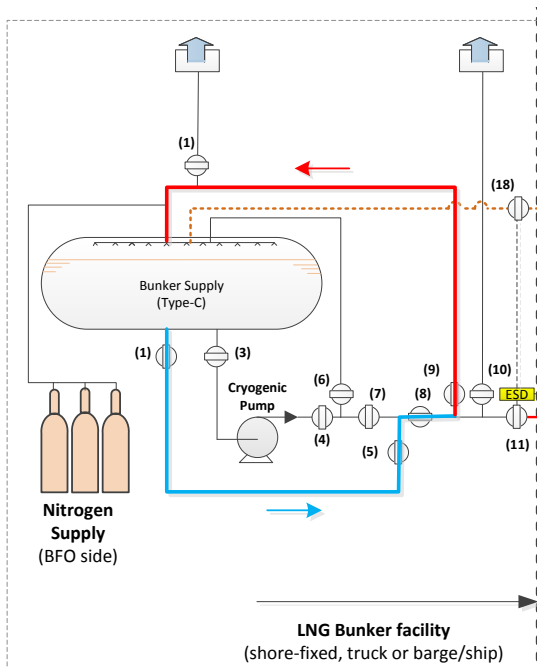 (1)
(18)
Bunker Supply
(Type-C)
(1)
(3)
(6)
(9)
(10)
Cryogenic
Pump
(7)
(8)
ESD
(4)
(5)
(11)
Nitrogen
Supply
(BFO side)
LNG Bunker facility
(shore-fixed, truck or barge/ship)